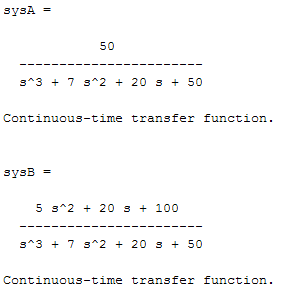 sysA =
50
-----------------------
s^3 + 7 s^2 + 20 s + 50
Continuous-time transfer function.
sysB =
5 s^2 + 20 s + 100
-----------------------
s^3 + 7 s^2 + 20 s + 50
Continuous-time transfer function.